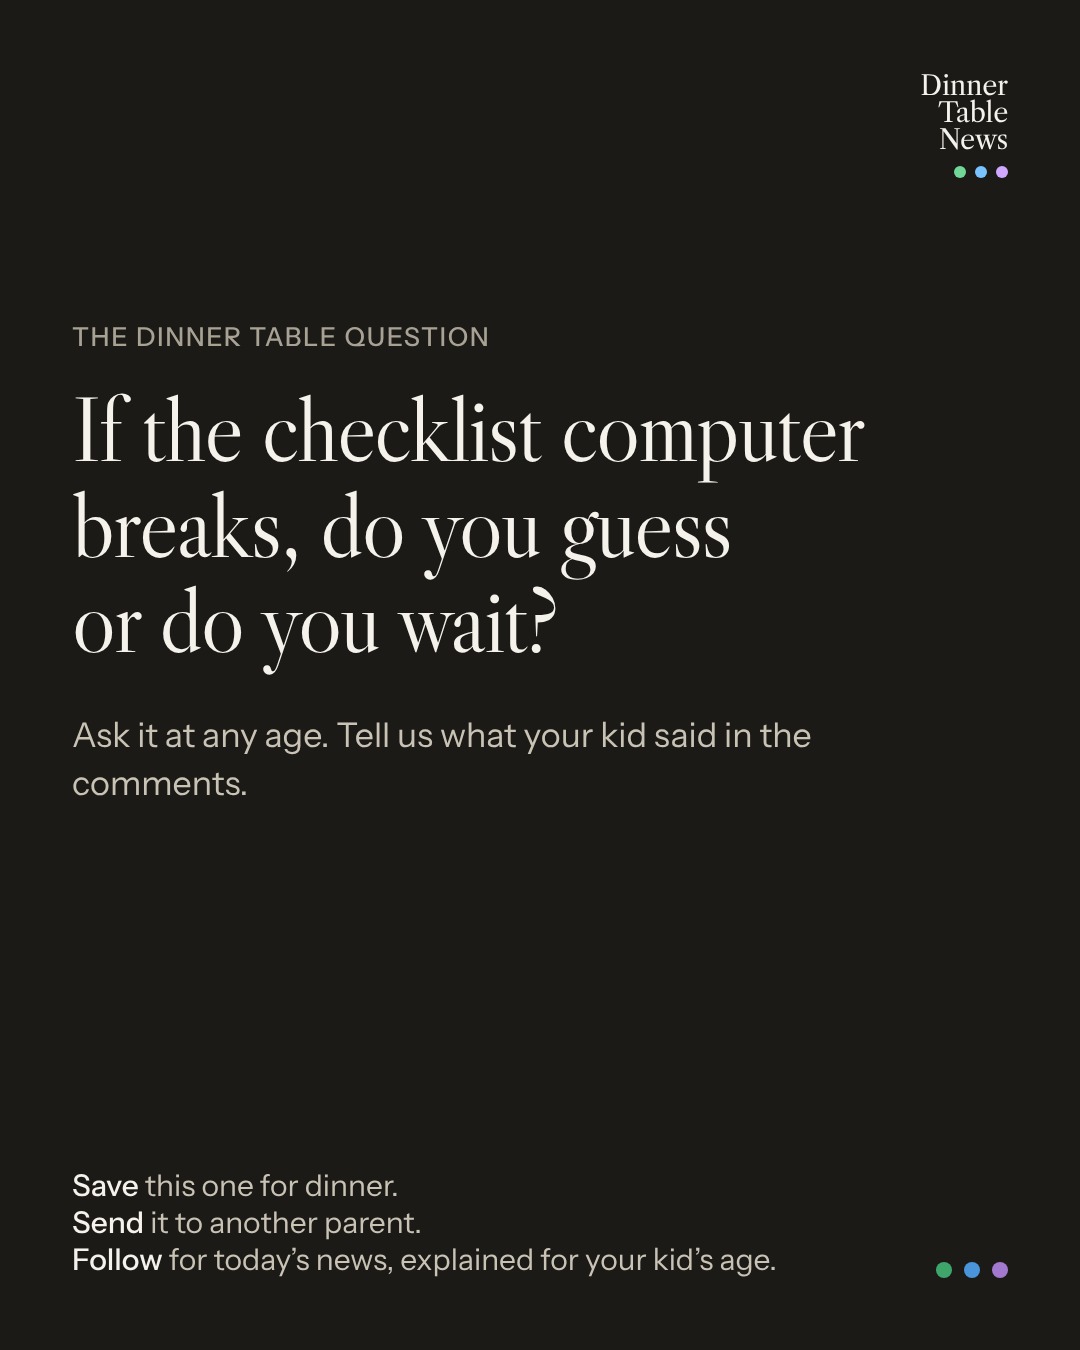 Dinner
Table
News
THE DINNER TABLE QUESTION
If the checklist computer
breaks, do you guess
or do you wait?
Ask it at any age. Tell us what your kid said in the
comments.
Save this one for dinner.
Send it to another parent.
Follow for today’s news, explained for your kid’s age.